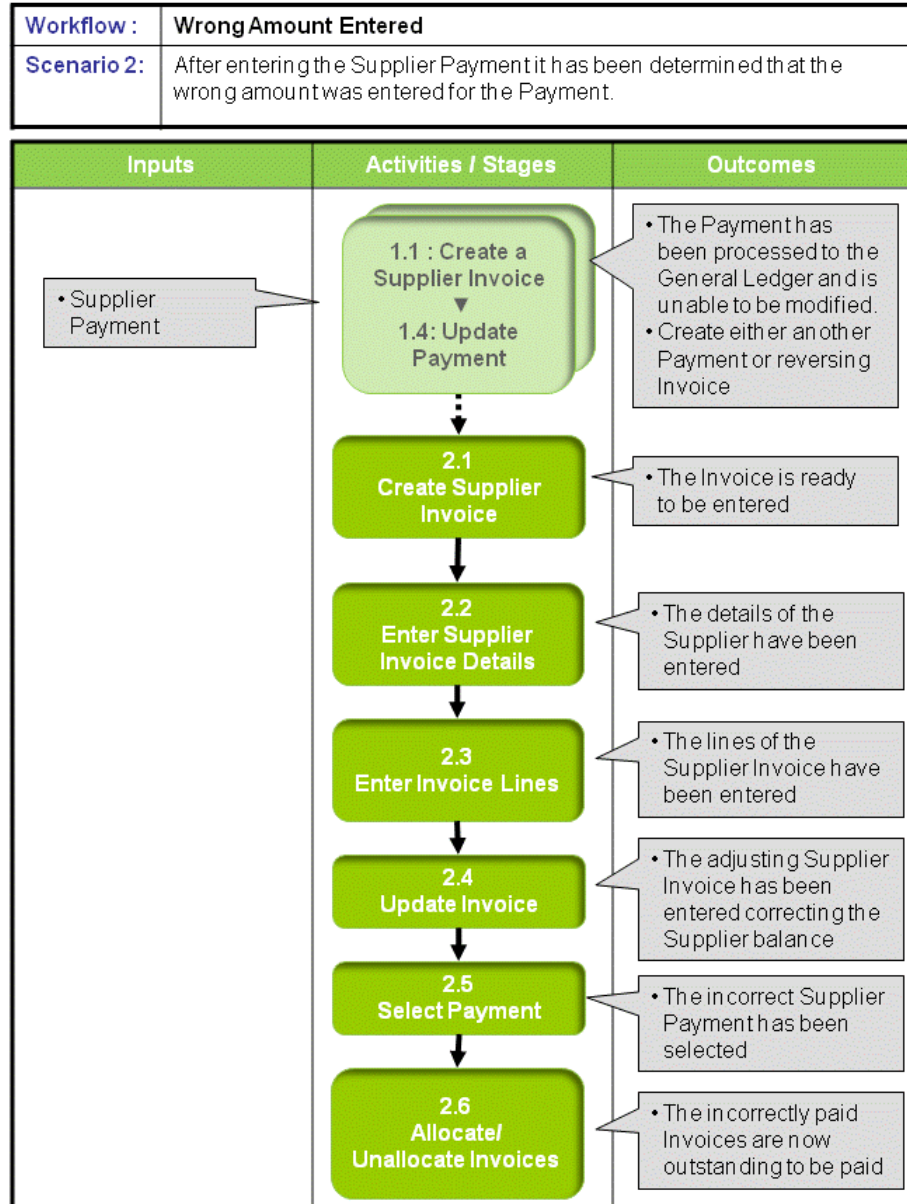 Workflow : Wrong Amount Entered
Scenario 2: After entering the Supplier Payment it has been determined that the
wrong amount was entered for the Payment.
Inputs Activities / Stages Outcomes
• Supplier
Payment
1.1 : Create a
Supplier Invoice
▼
1.4: Update
Payment
• The Payment has
been processed to the
General Ledger and is
unable to be modified.
• Create either another
Payment or reversing
Invoice
2.1
Create Supplier
Invoice
• The Invoice is ready
to be entered
2.2
Enter Supplier
Invoice Details
• The details of the
Supplier have been
entered
2.3
Enter Invoice Lines
• The lines of the
Supplier Invoice have
been entered
2.4
Update Invoice
• The adjusting Supplier
Invoice has been
entered correcting the
Supplier balance
2.5
Select Payment
• The incorrect Supplier
Payment has been
selected
2.6
Allocate/
Unallocate Invoices
• The incorrectly paid
Invoices are now
outstanding to be paid